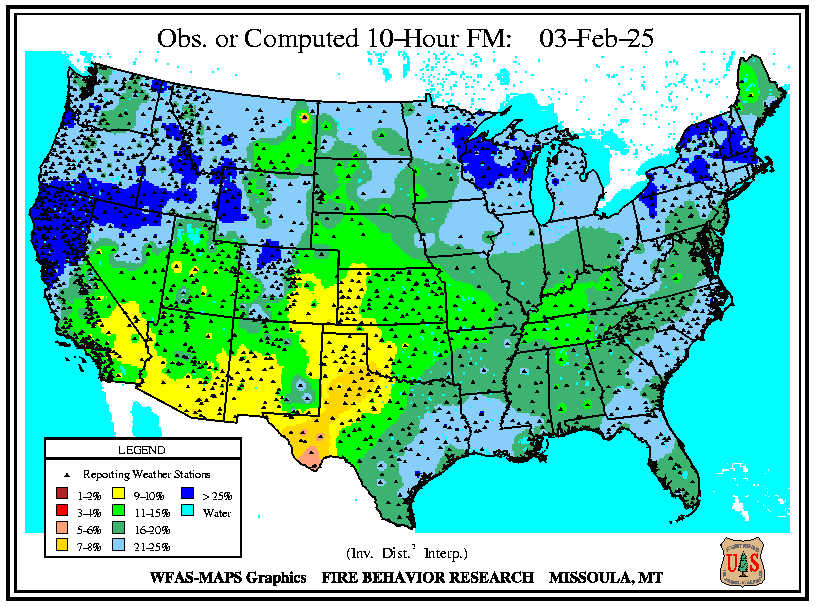 Obs. or Computed 10-Hour FM: 03-Feb-25
LEGEND
Reporting Weather Stations
1-2% 9-10% > 25%
3-4% 11-15% Water
5-6% 16-20%
7-8% 21-25%
(Inv. Dist.² Interp.)
WFAS-MAPS Graphics FIRE BEHAVIOR RESEARCH MISSOULA, MT
U S